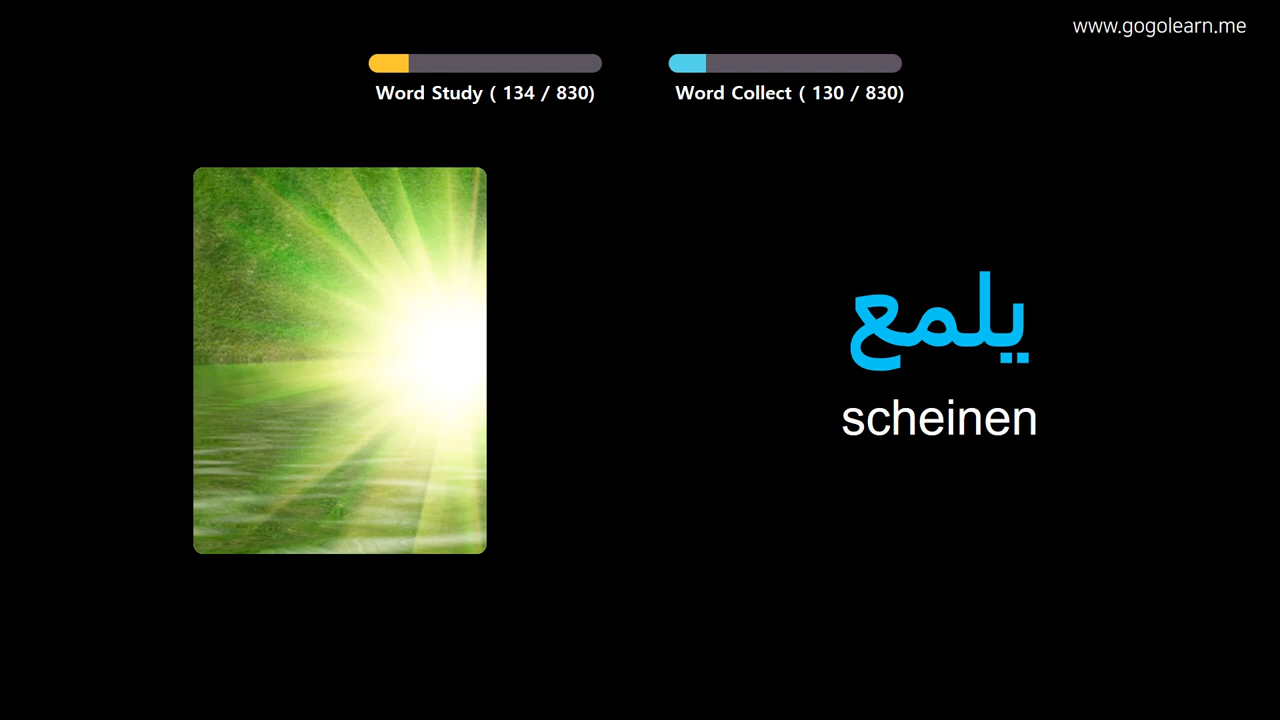 www.gogolearn.me
Word Study ( 134 / 830)
Word Collect ( 130 / 830)
يلمع
scheinen